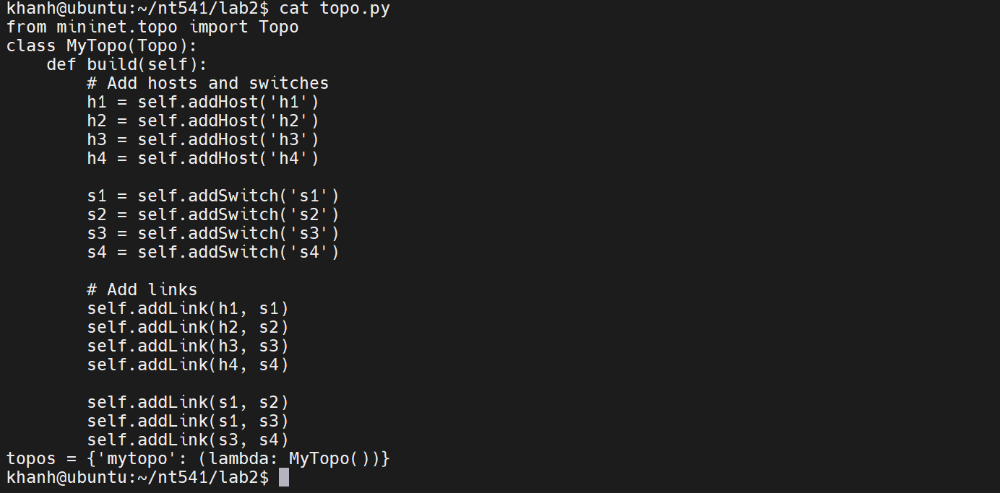 khanh@ubuntu:~/nt541/lab2$ cat topo.py
from mininet.topo import Topo
class MyTopo(Topo):
    def build(self):
        # Add hosts and switches
        h1 = self.addHost('h1')
        h2 = self.addHost('h2')
        h3 = self.addHost('h3')
        h4 = self.addHost('h4')

        s1 = self.addSwitch('s1')
        s2 = self.addSwitch('s2')
        s3 = self.addSwitch('s3')
        s4 = self.addSwitch('s4')

        # Add links
        self.addLink(h1, s1)
        self.addLink(h2, s2)
        self.addLink(h3, s3)
        self.addLink(h4, s4)

        self.addLink(s1, s2)
        self.addLink(s1, s3)
        self.addLink(s3, s4)
topos = {'mytopo': (lambda: MyTopo())}
khanh@ubuntu:~/nt541/lab2$